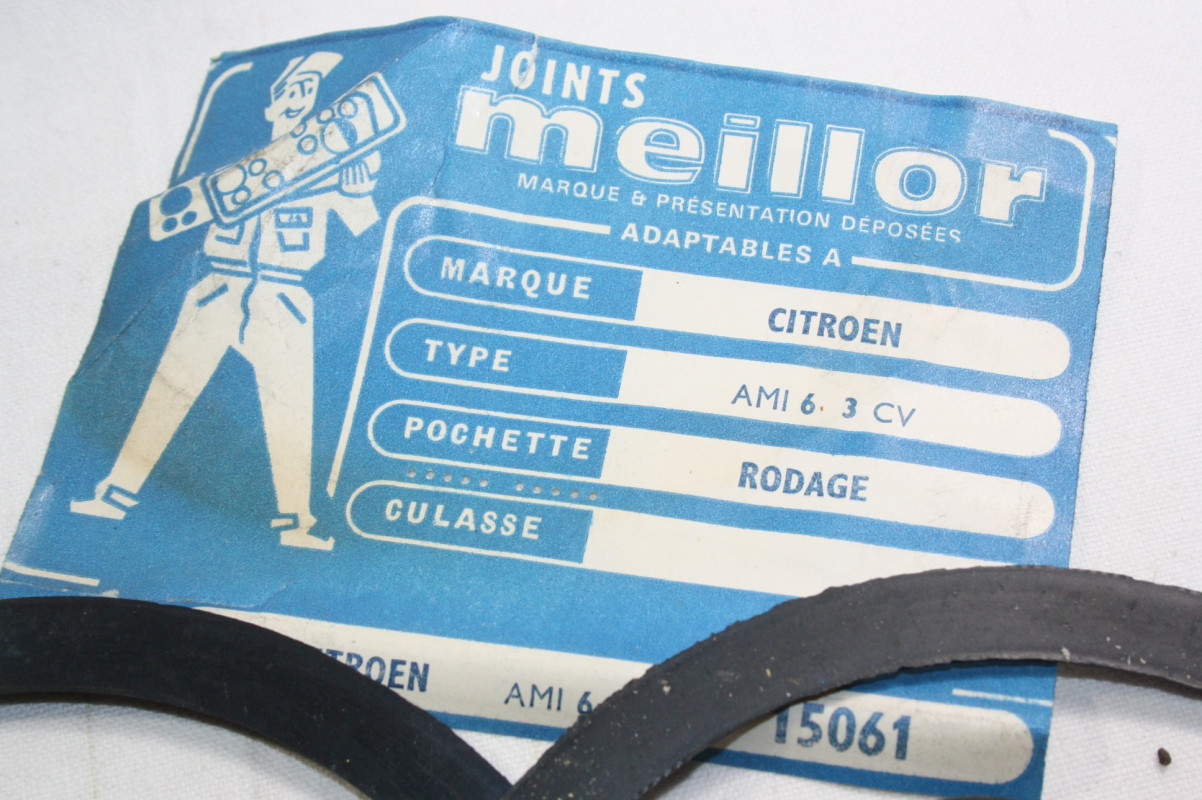 JOINTS
meillor
MARQUE & PRÉSENTATION DÉPOSÉES
ADAPTABLES A
MARQUE CITROEN
TYPE AMI 6. 3 CV
POCHETTE RODAGE
CULASSE
CITROEN AMI 6 15061